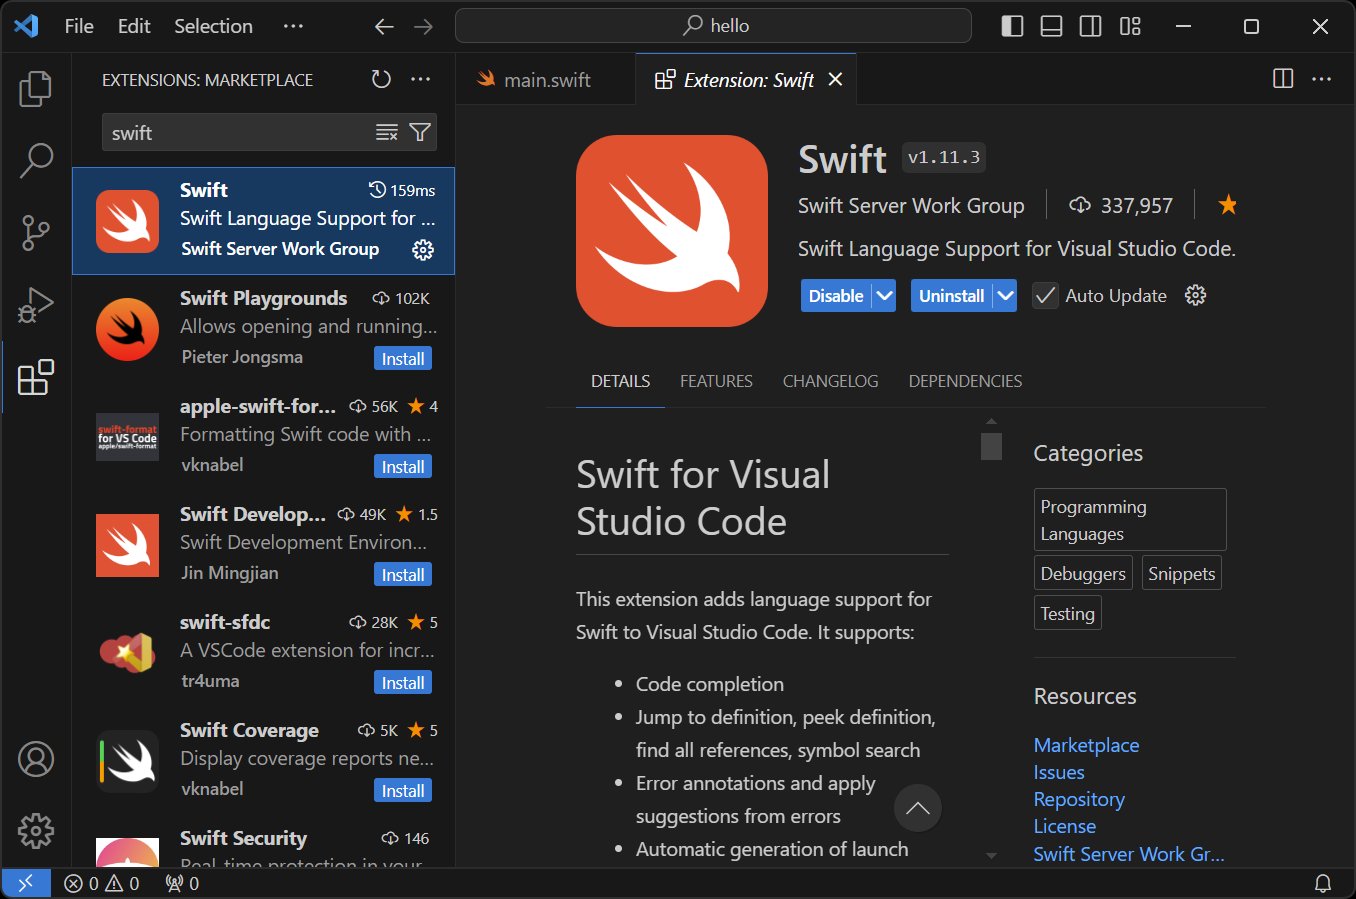 File Edit Selection ···
hello
EXTENSIONS: MARKETPLACE
swift
Swift 159ms
Swift Language Support for ...
Swift Server Work Group
Swift Playgrounds 102K
Allows opening and running...
Pieter Jongsma Install
apple-swift-for... 56K 4
Formatting Swift code with ...
vknabel Install
swift-format
for VS Code
apple/swift-format
Swift Develop... 49K 1.5
Swift Development Environ...
Jin Mingjian Install
swift-sfdc 28K 5
A VSCode extension for incr...
tr4uma Install
Swift Coverage 5K 5
Display coverage reports ne...
vknabel Install
Swift Security 146
Real-time protection in your
main.swift
Extension: Swift
Swift v1.11.3
Swift Server Work Group 337,957
Swift Language Support for Visual Studio Code.
Disable Uninstall Auto Update
DETAILS FEATURES CHANGELOG DEPENDENCIES
Swift for Visual
Studio Code
This extension adds language support for
Swift to Visual Studio Code. It supports:
• Code completion
• Jump to definition, peek definition,
find all references, symbol search
• Error annotations and apply
suggestions from errors
• Automatic generation of launch
Categories
Programming
Languages
Debuggers Snippets
Testing
Resources
Marketplace
Issues
Repository
License
Swift Server Work Gr...
0 0 0